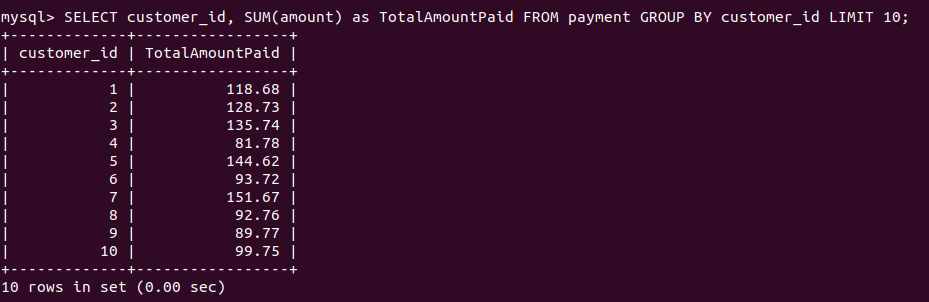 mysql> SELECT customer_id, SUM(amount) as TotalAmountPaid FROM payment GROUP BY customer_id LIMIT 10;
+-------------+-----------------+
| customer_id | TotalAmountPaid |
+-------------+-----------------+
|           1 |          118.68 |
|           2 |          128.73 |
|           3 |          135.74 |
|           4 |           81.78 |
|           5 |          144.62 |
|           6 |           93.72 |
|           7 |          151.67 |
|           8 |           92.76 |
|           9 |           89.77 |
|          10 |           99.75 |
+-------------+-----------------+
10 rows in set (0.00 sec)